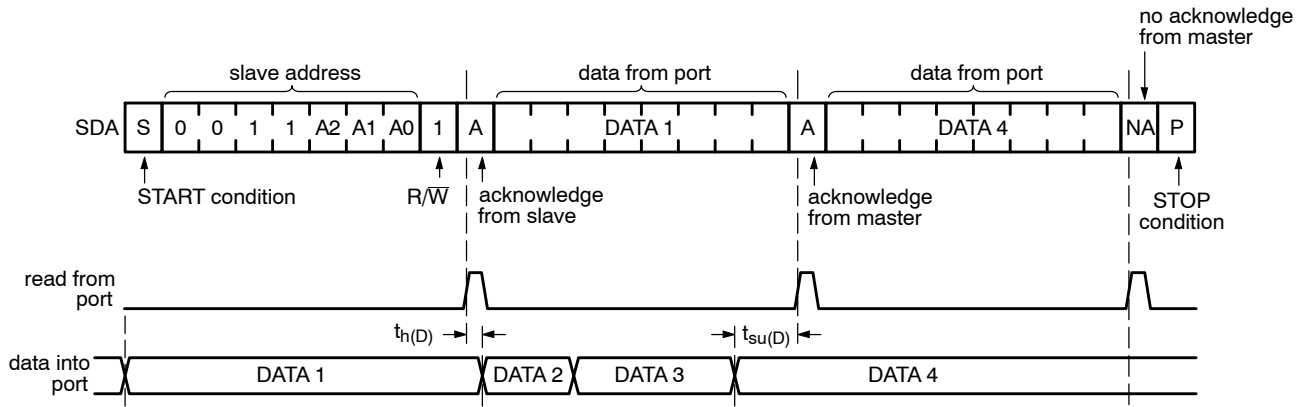 no acknowledge
from master
slave address
data from port
data from port
SDA S 0 0 1 1 A2 A1 A0 1 A DATA 1 A DATA 4 NA P
START condition
R/W̅
acknowledge
from slave
acknowledge
from master
STOP
condition
read from
port
th(D)
tsu(D)
data into
port
DATA 1
DATA 2
DATA 3
DATA 4